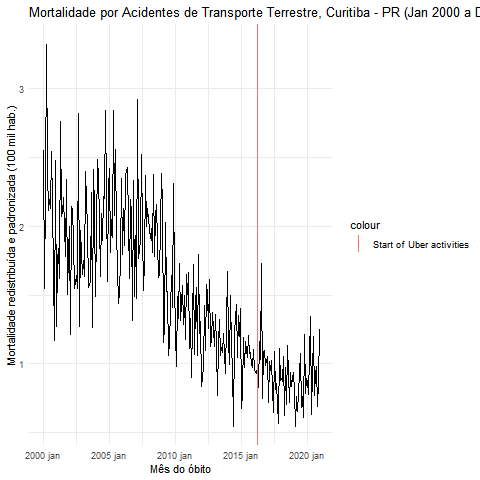 Mortalidade por Acidentes de Transporte Terrestre, Curitiba - PR (Jan 2000 a D
Mortalidade redistribuída e padronizada (100 mil hab.)
3
2
1
2000 jan 2005 jan 2010 jan 2015 jan 2020 jan
Mês do óbito
colour
Start of Uber activities